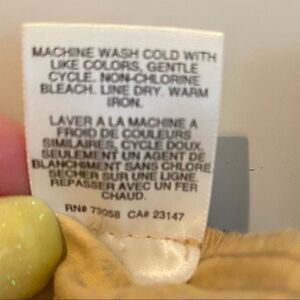 MACHINE WASH COLD WITH
LIKE COLORS, GENTLE
CYCLE. NON-CHLORINE
BLEACH. LINE DRY. WARM
IRON.
LAVER A LA MACHINE A
FROID DE COULEURS
SIMILAIRES, CYCLE DOUX.
SEULEMENT UN AGENT DE
BLANCHIMENT SANS CHLORE
SECHER SUR UNE LIGNE.
REPASSER AVEC UN FER
CHAUD.
RN# 73058 CA# 23147